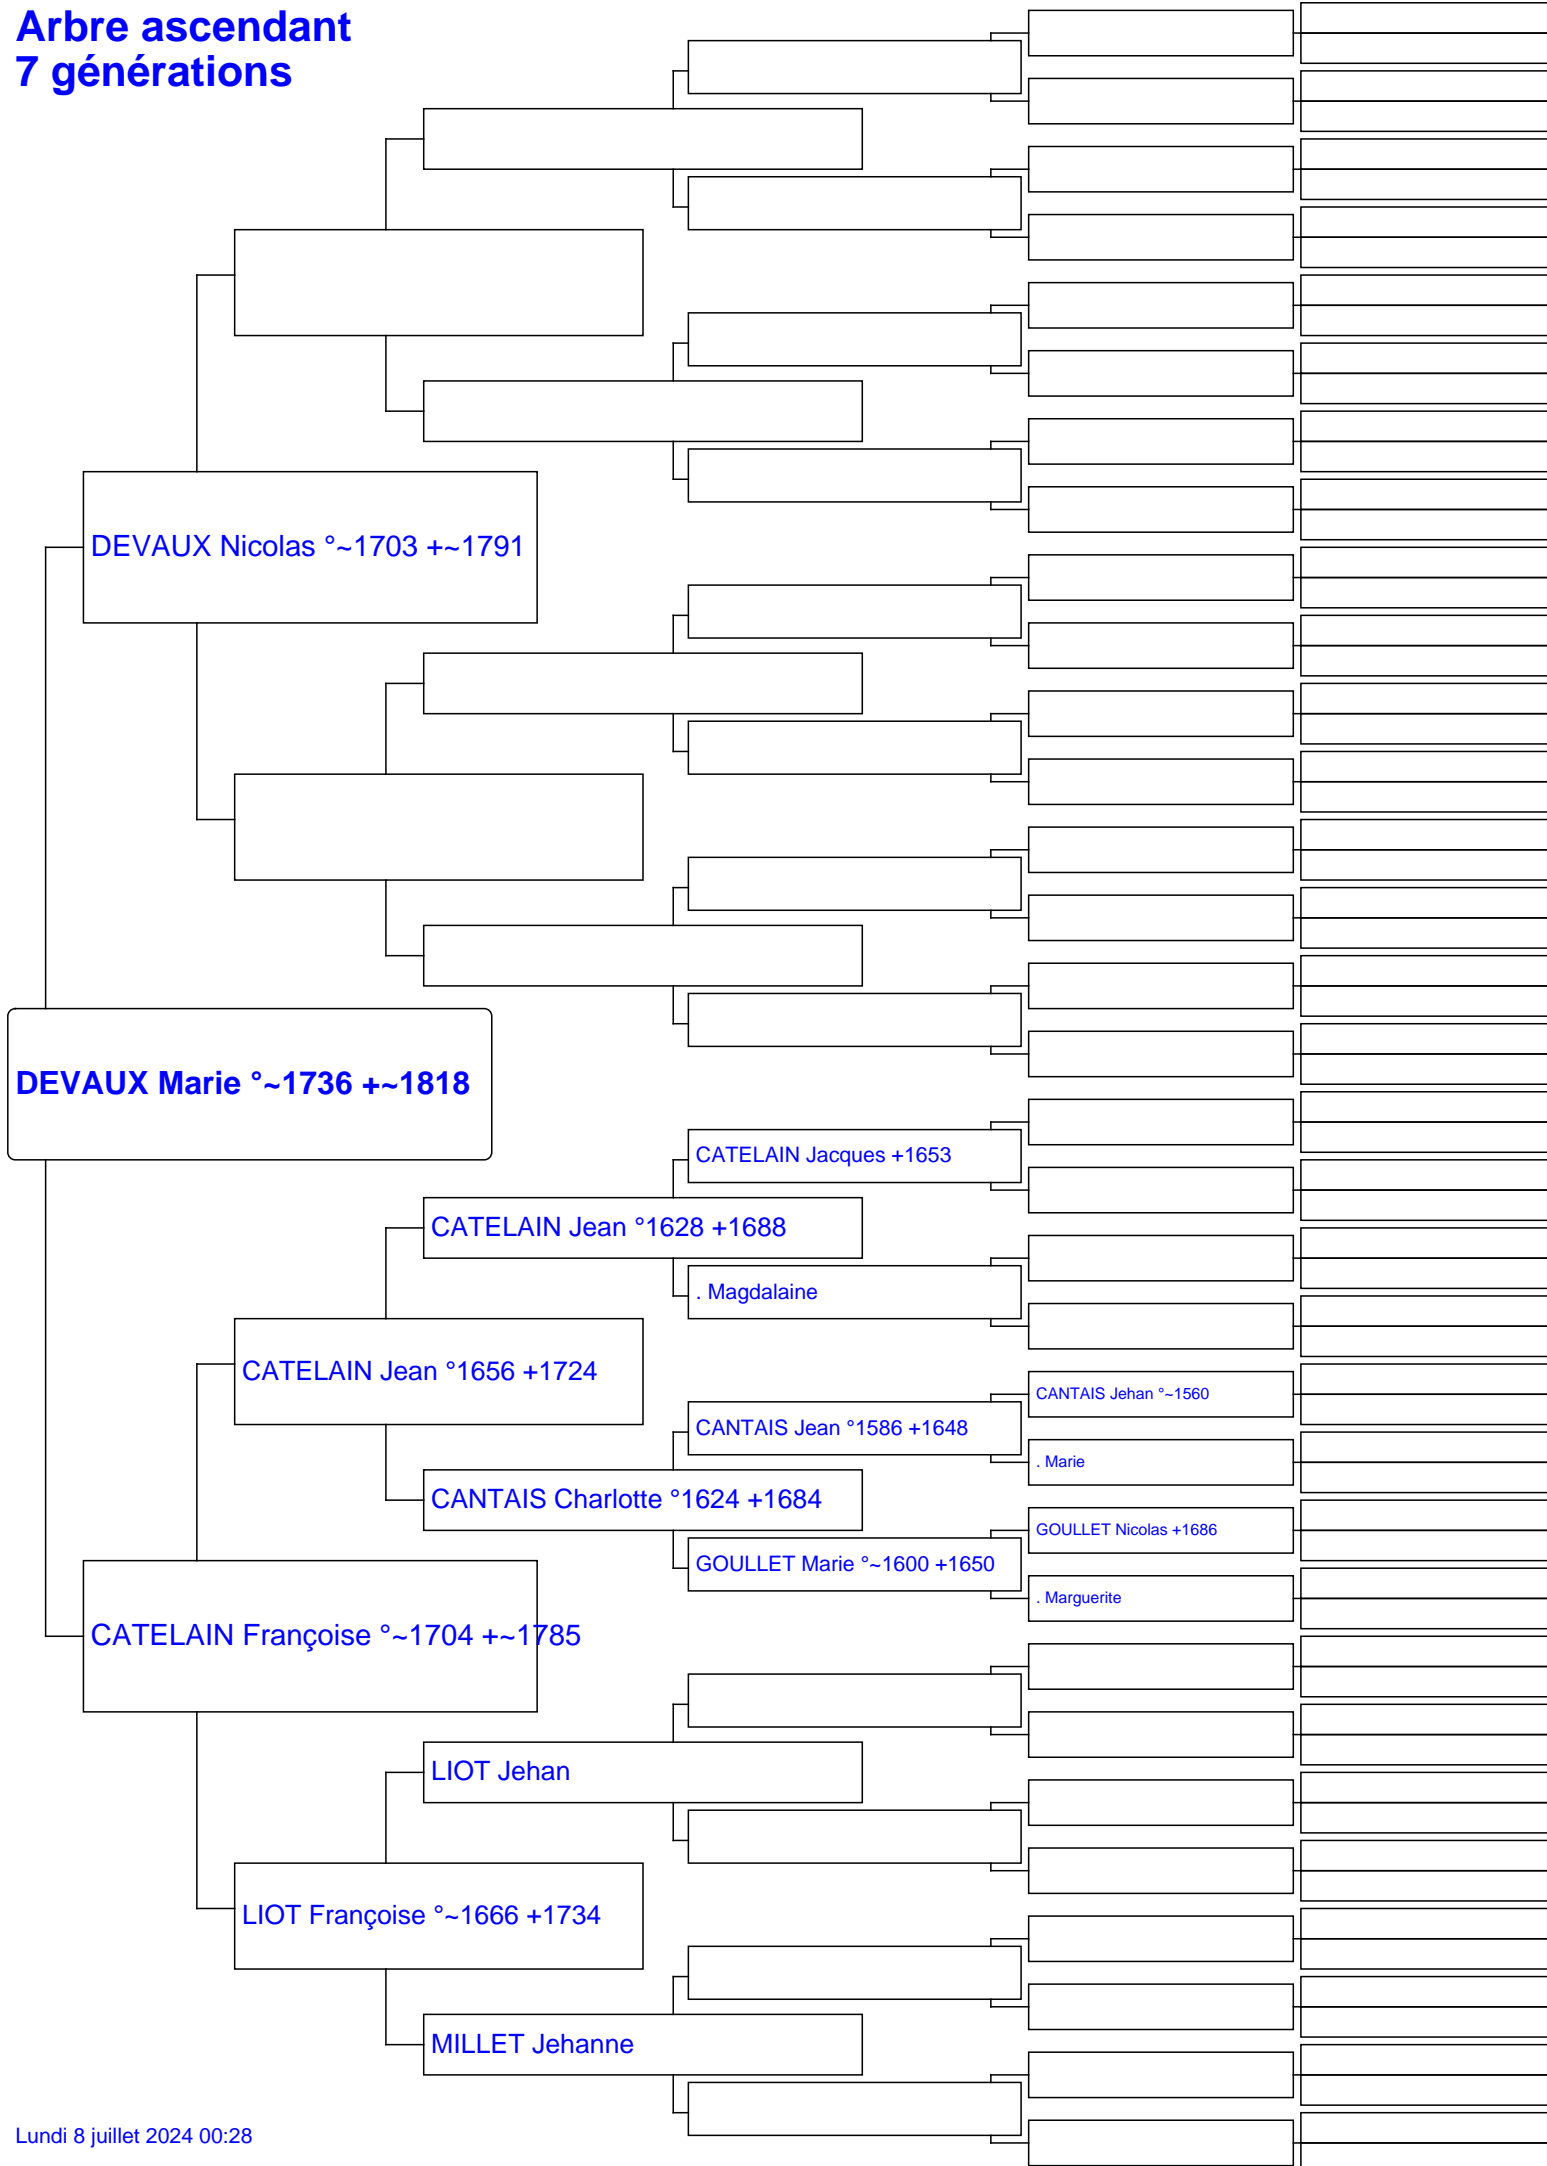 Arbre ascendant
7 générations
DEVAUX Nicolas °~1703 +~1791
DEVAUX Marie °~1736 +~1818
CATELAIN Jacques +1653
CATELAIN Jean °1628 +1688
. Magdalaine
CATELAIN Jean °1656 +1724
CANTAIS Jehan °~1560
CANTAIS Jean °1586 +1648
. Marie
CANTAIS Charlotte °1624 +1684
GOULLET Nicolas +1686
GOULLET Marie °~1600 +1650
. Marguerite
CATELAIN Françoise °~1704 +~1785
LIOT Jehan
LIOT Françoise °~1666 +1734
MILLET Jehanne
Lundi 8 juillet 2024 00:28